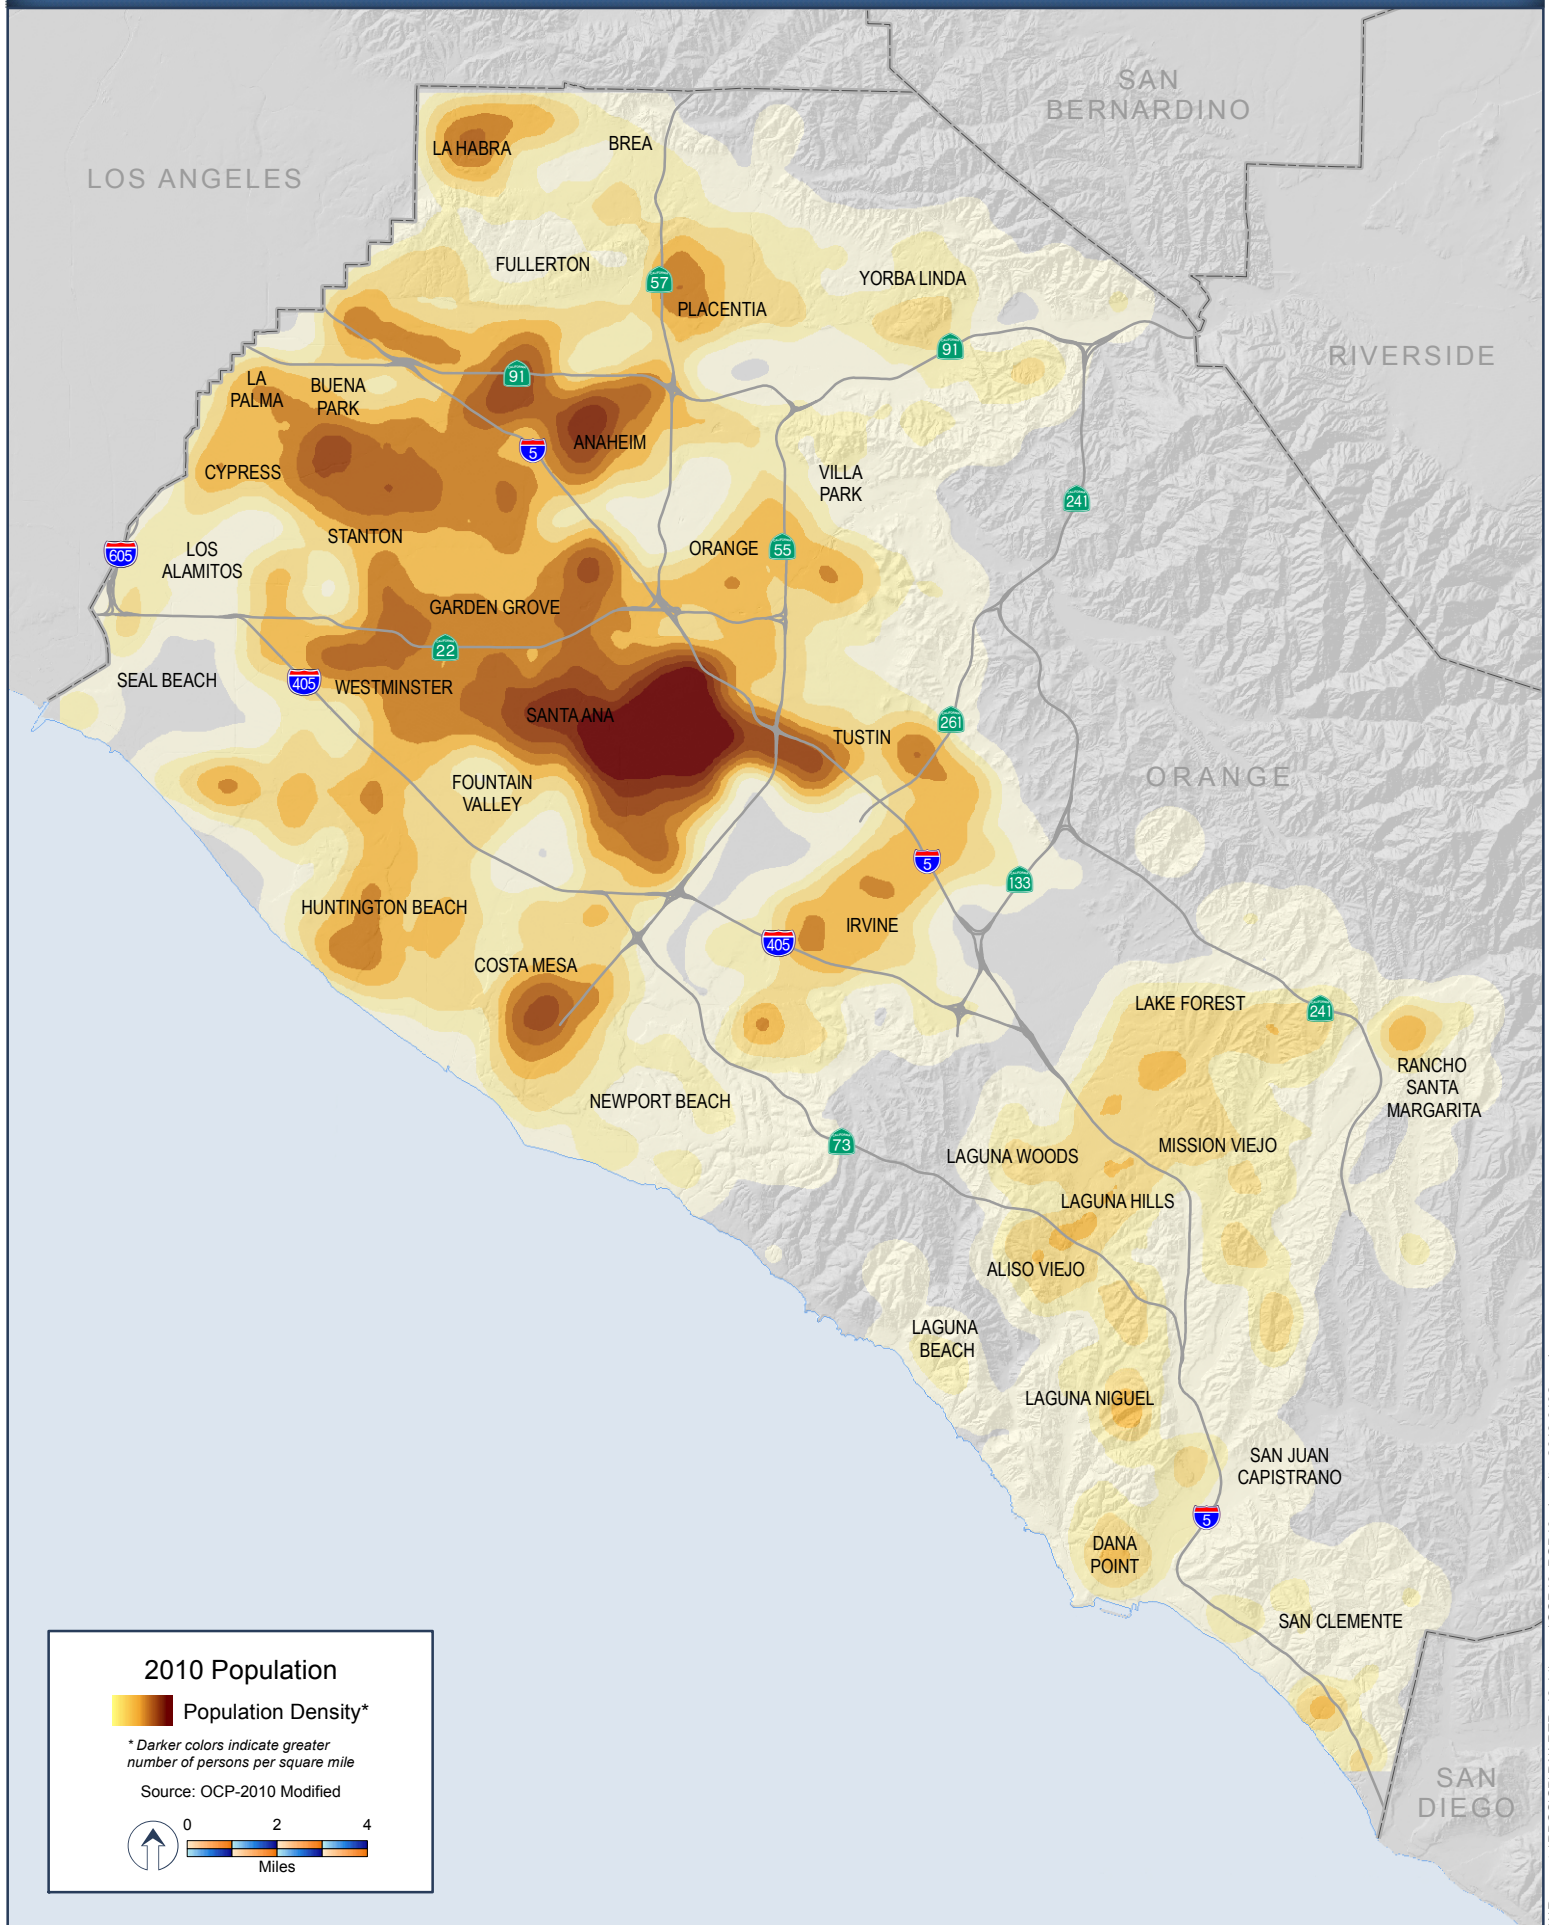 SAN
BERNARDINO
LOS ANGELES
LA HABRA
BREA
FULLERTON
57
PLACENTIA
YORBA LINDA
91
RIVERSIDE
91
LA
PALMA
BUENA
PARK
ANAHEIM
5
CYPRESS
VILLA
PARK
241
STANTON
605
LOS
ALAMITOS
ORANGE
55
GARDEN GROVE
22
SEAL BEACH
405
WESTMINSTER
SANTA ANA
261
TUSTIN
ORANGE
FOUNTAIN
VALLEY
5
133
HUNTINGTON BEACH
IRVINE
405
COSTA MESA
LAKE FOREST
241
RANCHO
SANTA
MARGARITA
NEWPORT BEACH
73
LAGUNA WOODS
MISSION VIEJO
LAGUNA HILLS
ALISO VIEJO
LAGUNA
BEACH
LAGUNA NIGUEL
SAN JUAN
CAPISTRANO
5
DANA
POINT
SAN CLEMENTE
SAN
DIEGO
2010 Population
Population Density*
* Darker colors indicate greater
number of persons per square mile
Source: OCP-2010 Modified
0 2 4
Miles